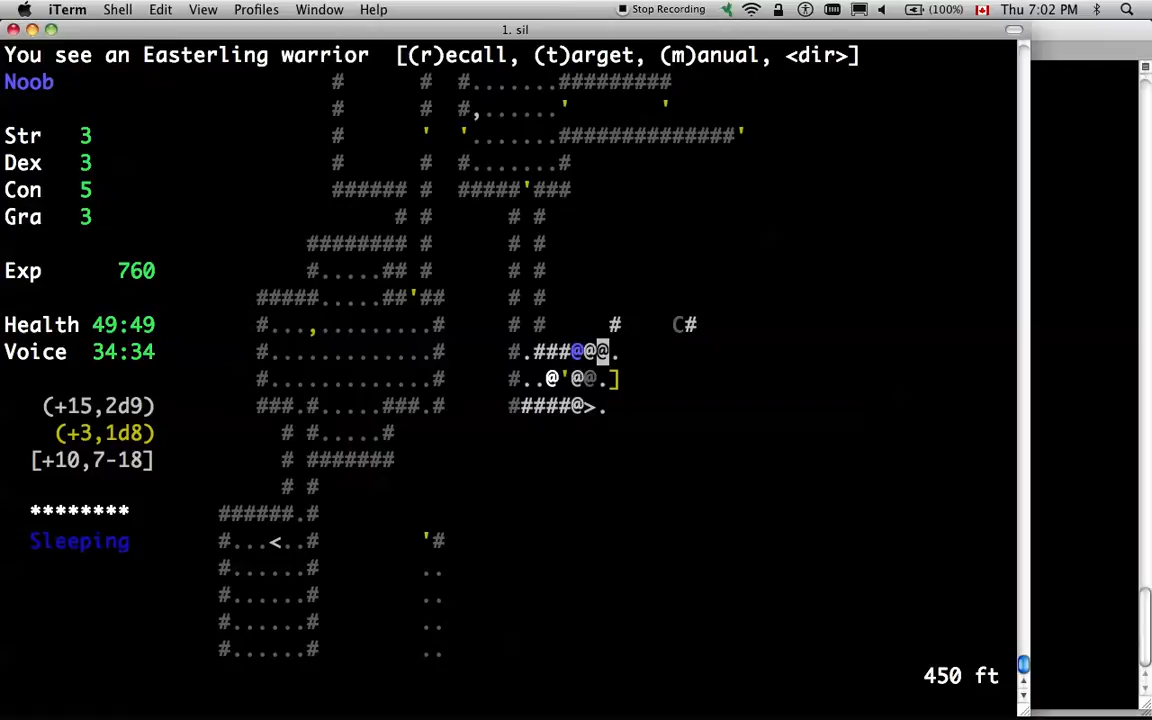 iTerm Shell Edit View Profiles Toolbelt Window Help Stop Recording (100%) Thu 7:02 PM
1. sil
You see an Easterling warrior [(r)ecall, (t)arget, (m)anual, <dir>]
Noob # # #.......#########
# # #,......' '
Str 3 # ' '.......##############'
Dex 3 # # #.......#
Con 5 ###### # #####'###
Gra 3 # # # #
######## # # #
Exp 760 #.....## # # #
#####.....##'## # #
Health 49:49 #...,.........# # # # C#
Voice 34:34 #.............# #.###@@@.
#.............# #..@'@@.]
(+15,2d9) ###.#.....###.# #####@>.
(+3,1d8) # #.....#
[+10,7-18] # #######
# #
******** ######.#
Sleeping #...<..# '#
#......# ..
#......# ..
#......# ..
#......# ..
450 ft